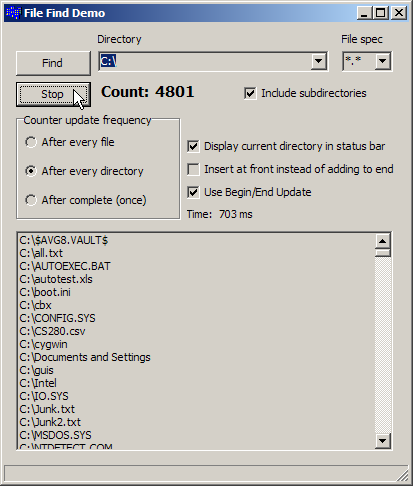 File Find Demo
Directory
File spec
Find
C:\
*.*
Stop
Count: 4801
Include subdirectories
Counter update frequency
After every file
After every directory
After complete (once)
Display current directory in status bar
Insert at front instead of adding to end
Use Begin/End Update
Time: 703 ms
C:\$AVG8.VAULT$
C:\all.txt
C:\AUTOEXEC.BAT
C:\autotest.xls
C:\boot.ini
C:\cbx
C:\CONFIG.SYS
C:\CS280.csv
C:\cygwin
C:\Documents and Settings
C:\guis
C:\Intel
C:\IO.SYS
C:\Junk.txt
C:\Junk2.txt
C:\MSDOS.SYS
C:\NTDETECT.COM